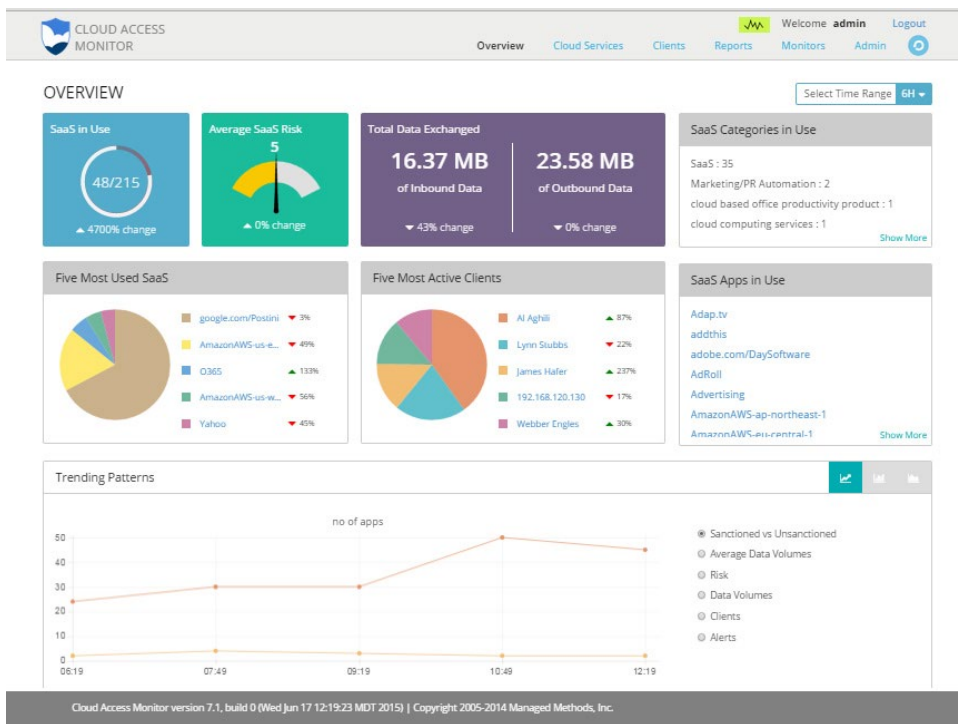 CLOUD ACCESS
MONITOR
Welcome admin Logout
Overview Cloud Services Clients Reports Monitors Admin
OVERVIEW
Select Time Range 6H
SaaS in Use
48/215
4700% change
Average SaaS Risk
5
0% change
Total Data Exchanged
16.37 MB
of Inbound Data
43% change
23.58 MB
of Outbound Data
0% change
SaaS Categories in Use
SaaS : 35
Marketing/PR Automation : 2
cloud based office productivity product : 1
cloud computing services : 1
Show More
Five Most Used SaaS
google.com/Postini 3%
AmazonAWS-us-e... 49%
O365 133%
AmazonAWS-us-w... 56%
Yahoo 45%
Five Most Active Clients
Al Aghili 87%
Lynn Stubbs 22%
James Hafer 237%
192.168.120.130 17%
Webber Engles 30%
SaaS Apps in Use
Adap.tv
addthis
adobe.com/DaySoftware
AdRoll
Advertising
AmazonAWS-ap-northeast-1
AmazonAWS-eu-central-1
Show More
Trending Patterns
no of apps
50
40
30
20
10
0
06:19 07:49 09:19 10:49 12:19
Sanctioned vs Unsanctioned
Average Data Volumes
Risk
Data Volumes
Clients
Alerts
Cloud Access Monitor version 7.1, build 0 (Wed Jun 17 12:19:23 MDT 2015) | Copyright 2005-2014 Managed Methods, Inc.